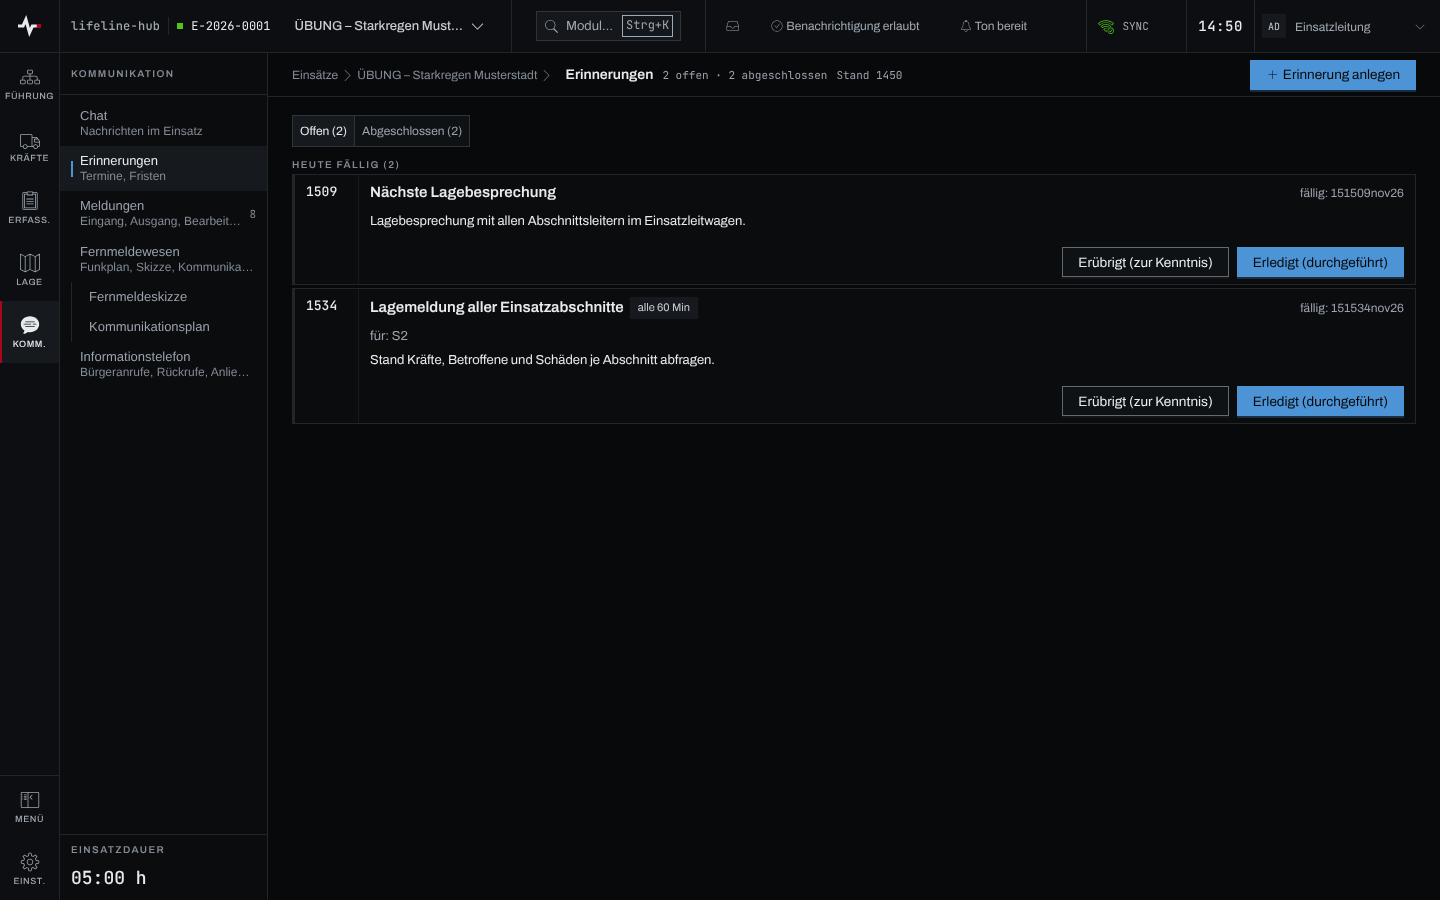 lifeline-hub
E-2026-0001
ÜBUNG – Starkregen Must...
Modul...
Strg+K
Benachrichtigung erlaubt
Ton bereit
SYNC
14:50
AD
Einsatzleitung
FÜHRUNG
KRÄFTE
ERFASS.
LAGE
KOMM.
MENÜ
EINST.
KOMMUNIKATION
Chat
Nachrichten im Einsatz
Erinnerungen
Termine, Fristen
Meldungen
Eingang, Ausgang, Bearbeit...
8
Fernmeldewesen
Funkplan, Skizze, Kommunika...
Fernmeldeskizze
Kommunikationsplan
Informationstelefon
Bürgeranrufe, Rückrufe, Anlie...
EINSATZDAUER
05:00 h
Einsätze
ÜBUNG – Starkregen Musterstadt
Erinnerungen
2 offen · 2 abgeschlossen
Stand 1450
+ Erinnerung anlegen
Offen (2)
Abgeschlossen (2)
HEUTE FÄLLIG (2)
1509
Nächste Lagebesprechung
fällig: 151509nov26
Lagebesprechung mit allen Abschnittsleitern im Einsatzleitwagen.
Erübrigt (zur Kenntnis)
Erledigt (durchgeführt)
1534
Lagemeldung aller Einsatzabschnitte
alle 60 Min
fällig: 151534nov26
für: S2
Stand Kräfte, Betroffene und Schäden je Abschnitt abfragen.
Erübrigt (zur Kenntnis)
Erledigt (durchgeführt)